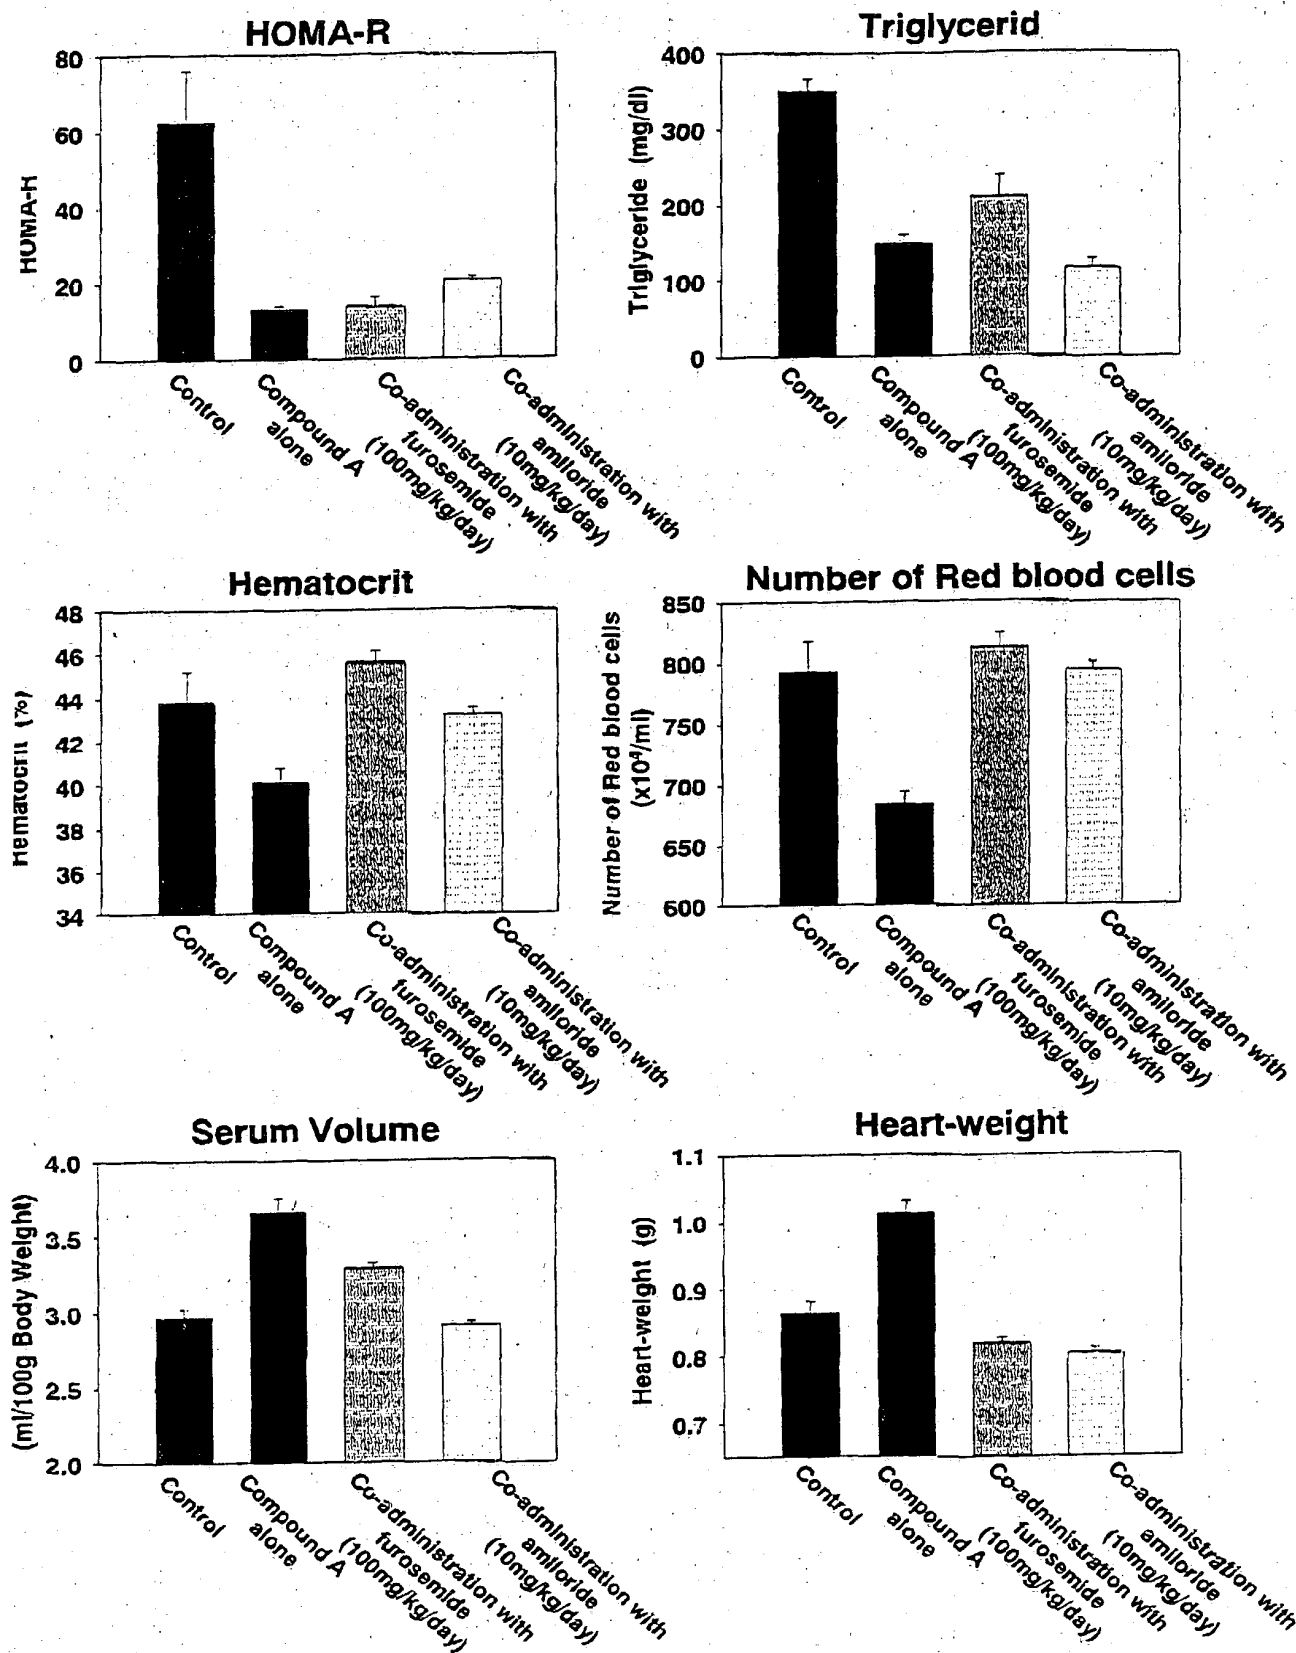 HOMA-R
80
60
40
20
0
HOMA-R
Control
Compound A
alone
Co-administration with
furosemide
(100mg/kg/day)
Co-administration with
amiloride
(10mg/kg/day)
Triglycerid
400
300
200
100
0
Triglyceride (mg/dl)
Control
Compound A
alone
Co-administration with
furosemide
(100mg/kg/day)
Co-administration with
amiloride
(10mg/kg/day)
Hematocrit
48
46
44
42
40
38
36
34
Hematocrit (%)
Control
Compound A
alone
Co-administration with
furosemide
(100mg/kg/day)
Co-administration with
amiloride
(10mg/kg/day)
Number of Red blood cells
850
800
750
700
650
600
Number of Red blood cells
(x10⁴/ml)
Control
Compound A
alone
Co-administration with
furosemide
(100mg/kg/day)
Co-administration with
amiloride
(10mg/kg/day)
Serum Volume
4.0
3.5
3.0
2.5
2.0
(ml/100g Body Weight)
Control
Compound A
alone
Co-administration with
furosemide
(100mg/kg/day)
Co-administration with
amiloride
(10mg/kg/day)
Heart-weight
1.1
1.0
0.9
0.8
0.7
Heart-weight (g)
Control
Compound A
alone
Co-administration with
furosemide
(100mg/kg/day)
Co-administration with
amiloride
(10mg/kg/day)